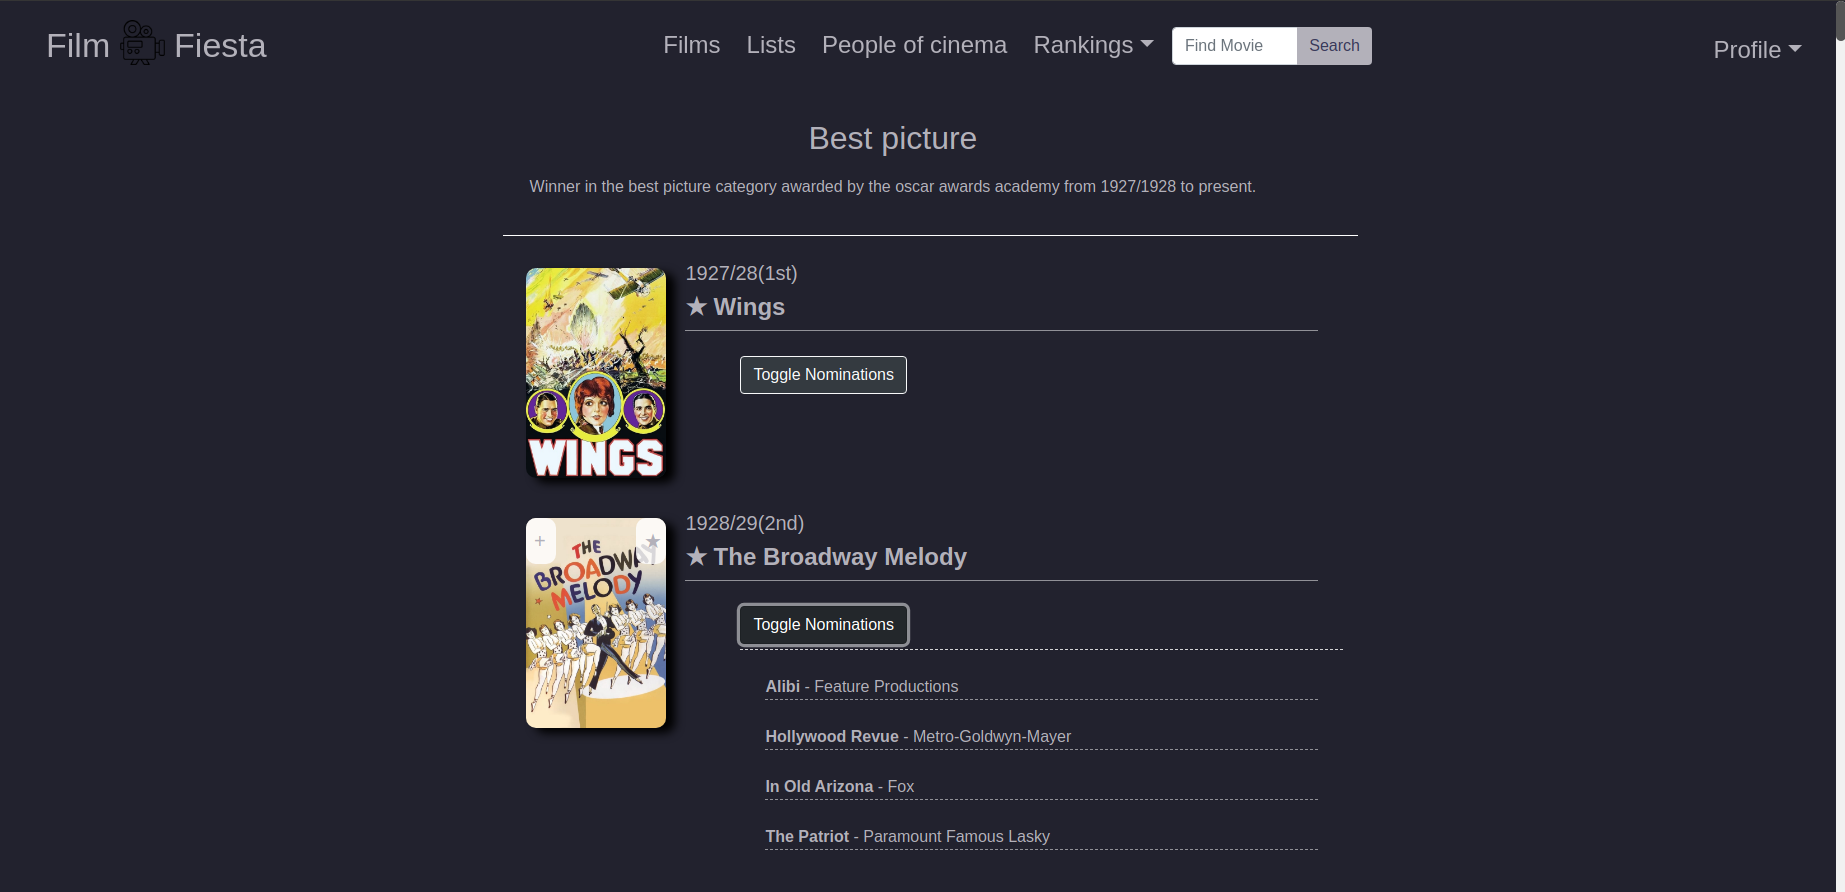 Film Fiesta
Films Lists People of cinema Rankings Find Movie Search Profile
Best picture
Winner in the best picture category awarded by the oscar awards academy from 1927/1928 to present.
1927/28(1st)
★ Wings
Toggle Nominations
WINGS
1928/29(2nd)
★ The Broadway Melody
+ ★
THE
BROADWAY
MELODY
Toggle Nominations
Alibi - Feature Productions
Hollywood Revue - Metro-Goldwyn-Mayer
In Old Arizona - Fox
The Patriot - Paramount Famous Lasky